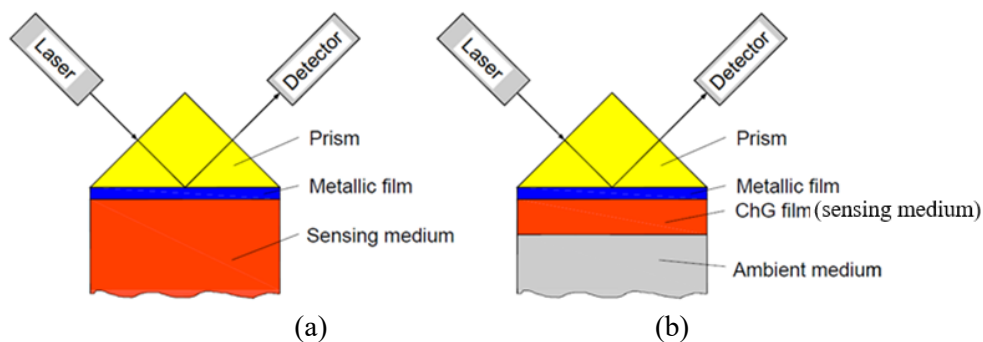 Laser
Detector
Prism
Metallic film
Sensing medium
(a)
Laser
Detector
Prism
Metallic film
ChG film (sensing medium)
Ambient medium
(b)